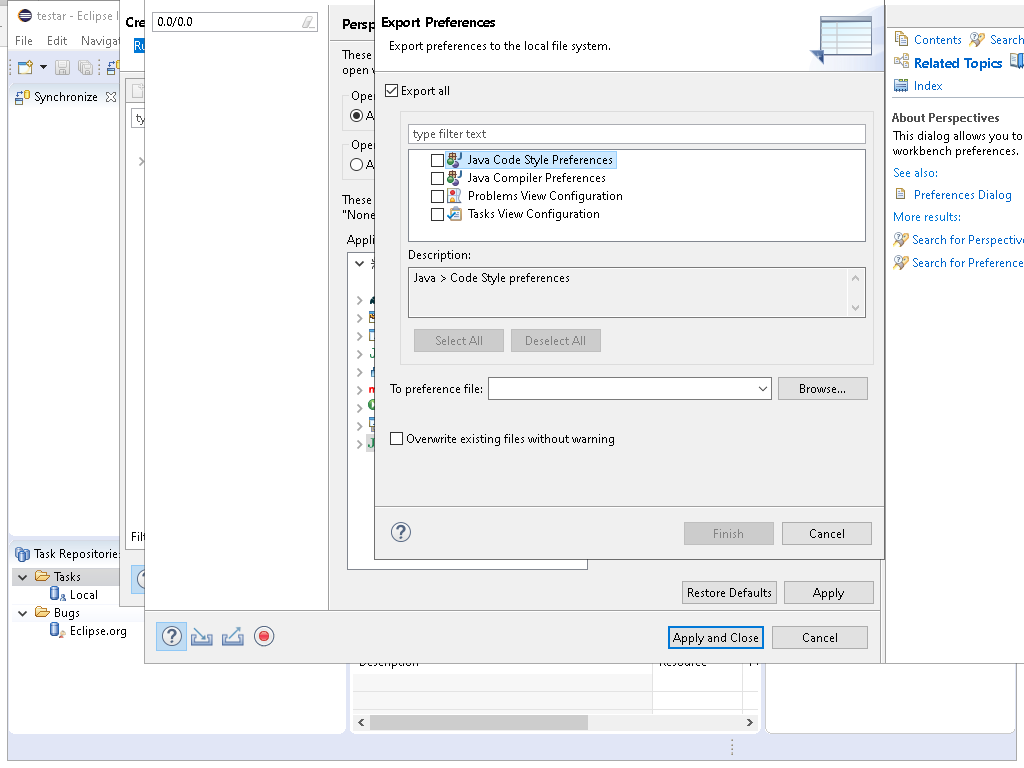 testar - Eclipse I
File Edit Navigat
Synchronize
Cre
Ru
ty
0.0/0.0
Persp
These
open
Ope
A
Ope
A
These
"None
Appli
Export Preferences
Export preferences to the local file system.
Export all
type filter text
Java Code Style Preferences
Java Compiler Preferences
Problems View Configuration
Tasks View Configuration
Description:
Java > Code Style preferences
Select All Deselect All
To preference file: Browse...
Overwrite existing files without warning
Finish Cancel
Restore Defaults Apply
Apply and Close Cancel
Contents Search
Related Topics
Index
About Perspectives
This dialog allows you to
workbench preferences.
See also:
Preferences Dialog
More results:
Search for Perspectiv
Search for Preference
Filt
Task Repositorie
Tasks
Local
Bugs
Eclipse.org
Description Resource